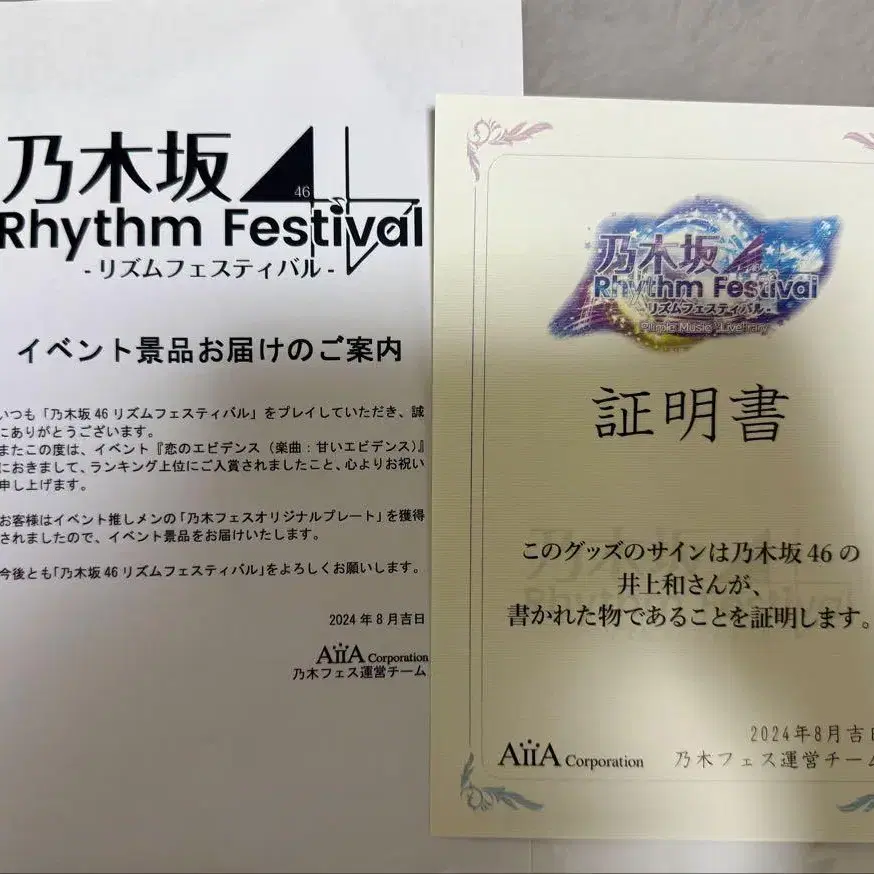 乃木坂46
Rhythm Festival
-リズムフェスティバル-
イベント景品お届けのご案内
いつも「乃木坂46リズムフェスティバル」をプレイしていただき、誠
にありがとうございます。
またこの度は、イベント『恋のエビデンス（楽曲：甘いエビデンス）』
におきまして、ランキング上位にご入賞されましたこと、心よりお祝い
申し上げます。
お客様はイベント推しメンの「乃木フェスオリジナルプレート」を獲得
されましたので、イベント景品をお届けいたします。
今後とも「乃木坂46リズムフェスティバル」をよろしくお願いします。
2024年8月吉日
AiiA Corporation
乃木フェス運営チーム
乃木坂
Rhythm Festival
-リズムフェスティバル-
Purple Music Livetrary
証明書
このグッズのサインは乃木坂46の
井上和さんが、
書かれた物であることを証明します。
2024年8月吉日
AiiA Corporation 乃木フェス運営チーム